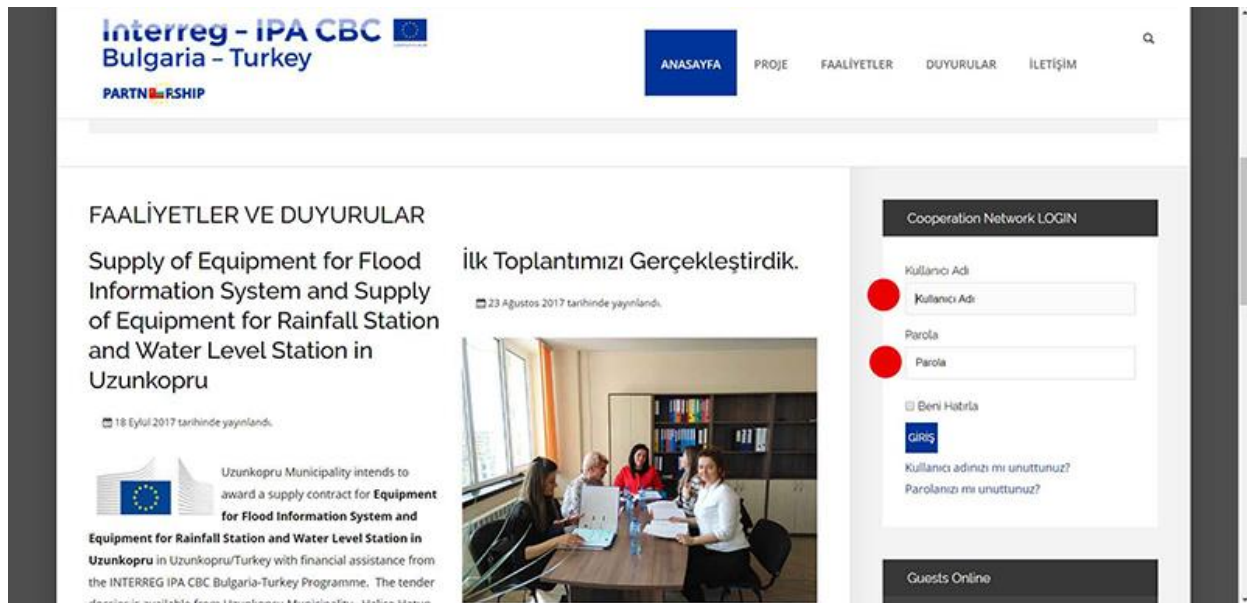 Interreg - IPA CBC
Bulgaria - Turkey
PARTNERSHIP
ANASAYFA
PROJE
FAALİYETLER
DUYURULAR
İLETİŞİM
FAALİYETLER VE DUYURULAR
Supply of Equipment for Flood
Information System and Supply
of Equipment for Rainfall Station
and Water Level Station in
Uzunkopru
18 Eylül 2017 tarihinde yayınlandı.
Uzunkopru Municipality intends to
award a supply contract for Equipment
for Flood Information System and
Equipment for Rainfall Station and Water Level Station in
Uzunkopru in Uzunkopru/Turkey with financial assistance from
the INTERREG IPA CBC Bulgaria-Turkey Programme. The tender
İlk Toplantımızı Gerçekleştirdik.
23 Ağustos 2017 tarihinde yayınlandı.
Cooperation Network LOGIN
Kullanıcı Adı
Kullanıcı Adı
Parola
Parola
Beni Hatırla
GİRİŞ
Kullanıcı adınızı mı unuttunuz?
Parolanızı mı unuttunuz?
Guests Online